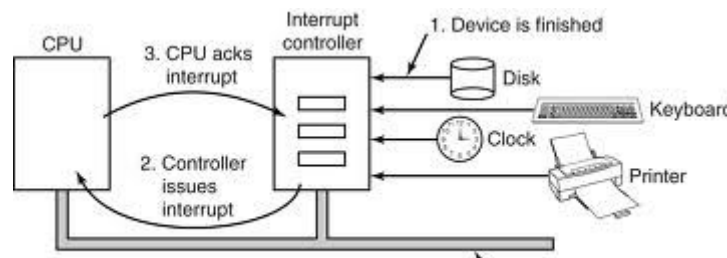 CPU
Interrupt
controller
1. Device is finished
3. CPU acks
interrupt
Disk
Keyboard
Clock
2. Controller
issues
interrupt
Printer